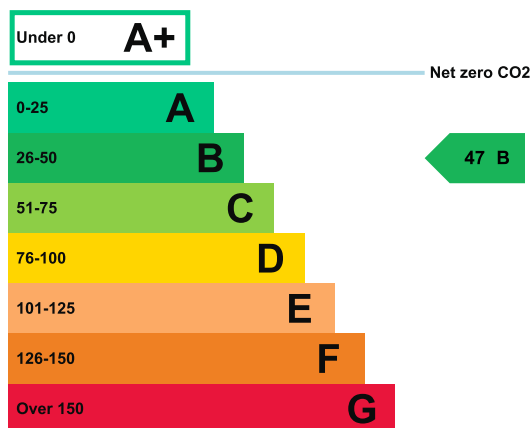 Under 0 A+
Net zero CO2
0-25 A
26-50 B
47 B
51-75 C
76-100 D
101-125 E
126-150 F
Over 150 G